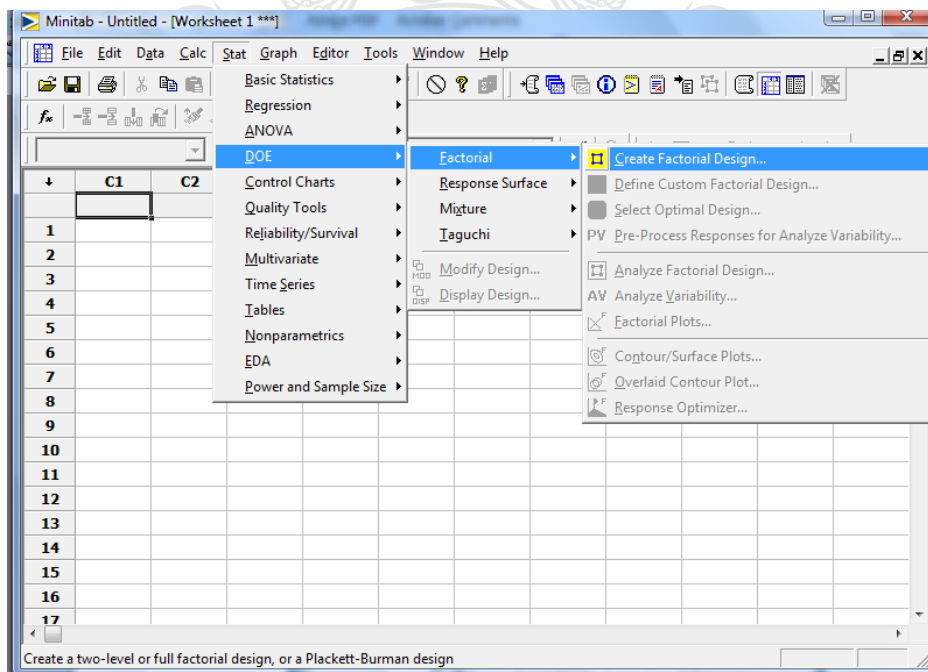 Minitab - Untitled - [Worksheet 1 ***]
File Edit Data Calc Stat Graph Editor Tools Window Help
Basic Statistics
Regression
ANOVA
DOE
Control Charts
Quality Tools
Reliability/Survival
Multivariate
Time Series
Tables
Nonparametrics
EDA
Power and Sample Size
Factorial
Response Surface
Mixture
Taguchi
MOD Modify Design...
DISP Display Design...
Create Factorial Design...
Define Custom Factorial Design...
Select Optimal Design...
PV Pre-Process Responses for Analyze Variability...
Analyze Factorial Design...
AV Analyze Variability...
Factorial Plots...
Contour/Surface Plots...
Overlaid Contour Plot...
Response Optimizer...
C1 C2
1
2
3
4
5
6
7
8
9
10
11
12
13
14
15
16
17
Create a two-level or full factorial design, or a Plackett-Burman design